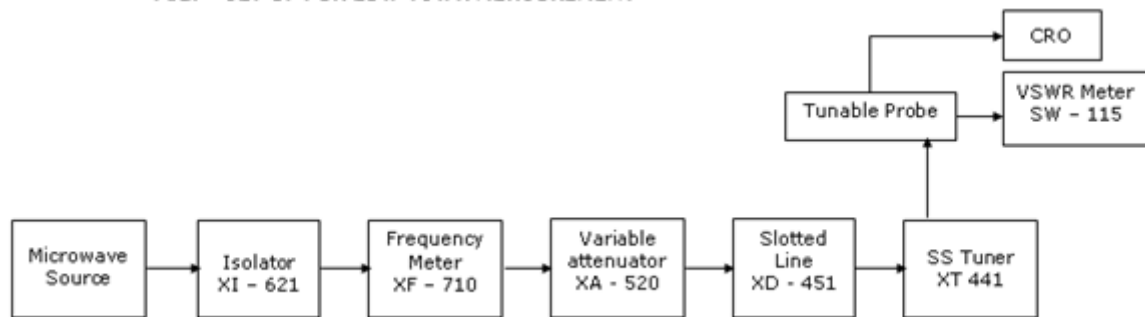 CRO
VSWR Meter
SW – 115
Tunable Probe
Microwave
Source
Isolator
XI – 621
Frequency
Meter
XF – 710
Variable
attenuator
XA - 520
Slotted
Line
XD - 451
SS Tuner
XT 441